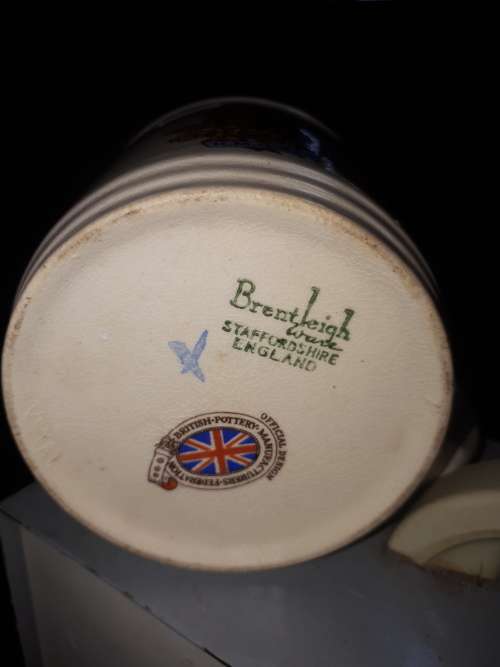 Brentleigh
Ware
STAFFORDSHIRE
ENGLAND
OFFICIAL DESIGN
BRITISH·POTTERY·MANUFACTURERS·FEDERATION